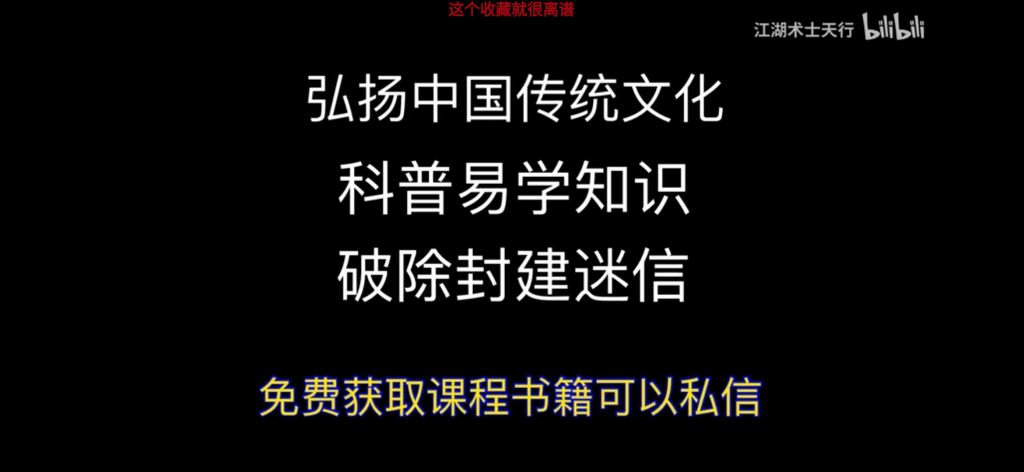 这个收藏就很离谱
江湖术士天行 bilibili
弘扬中国传统文化
科普易学知识
破除封建迷信
免费获取课程书籍可以私信